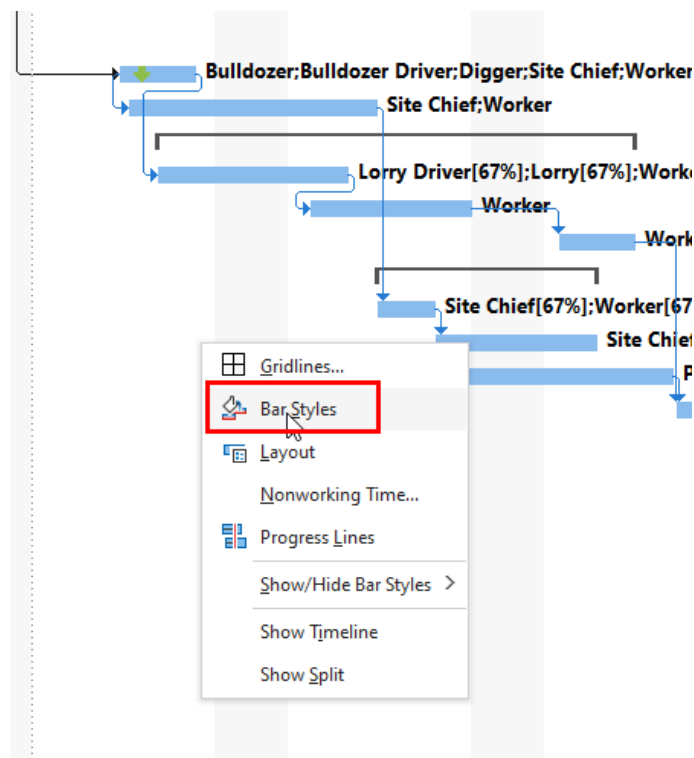 Bulldozer;Bulldozer Driver;Digger;Site Chief;Worker
Site Chief;Worker
Lorry Driver[67%];Lorry[67%];Work
Worker
Work
Site Chief[67%];Worker[67
Site Chief
P
Gridlines...
Bar Styles
Layout
Nonworking Time...
Progress Lines
Show/Hide Bar Styles
Show Timeline
Show Split